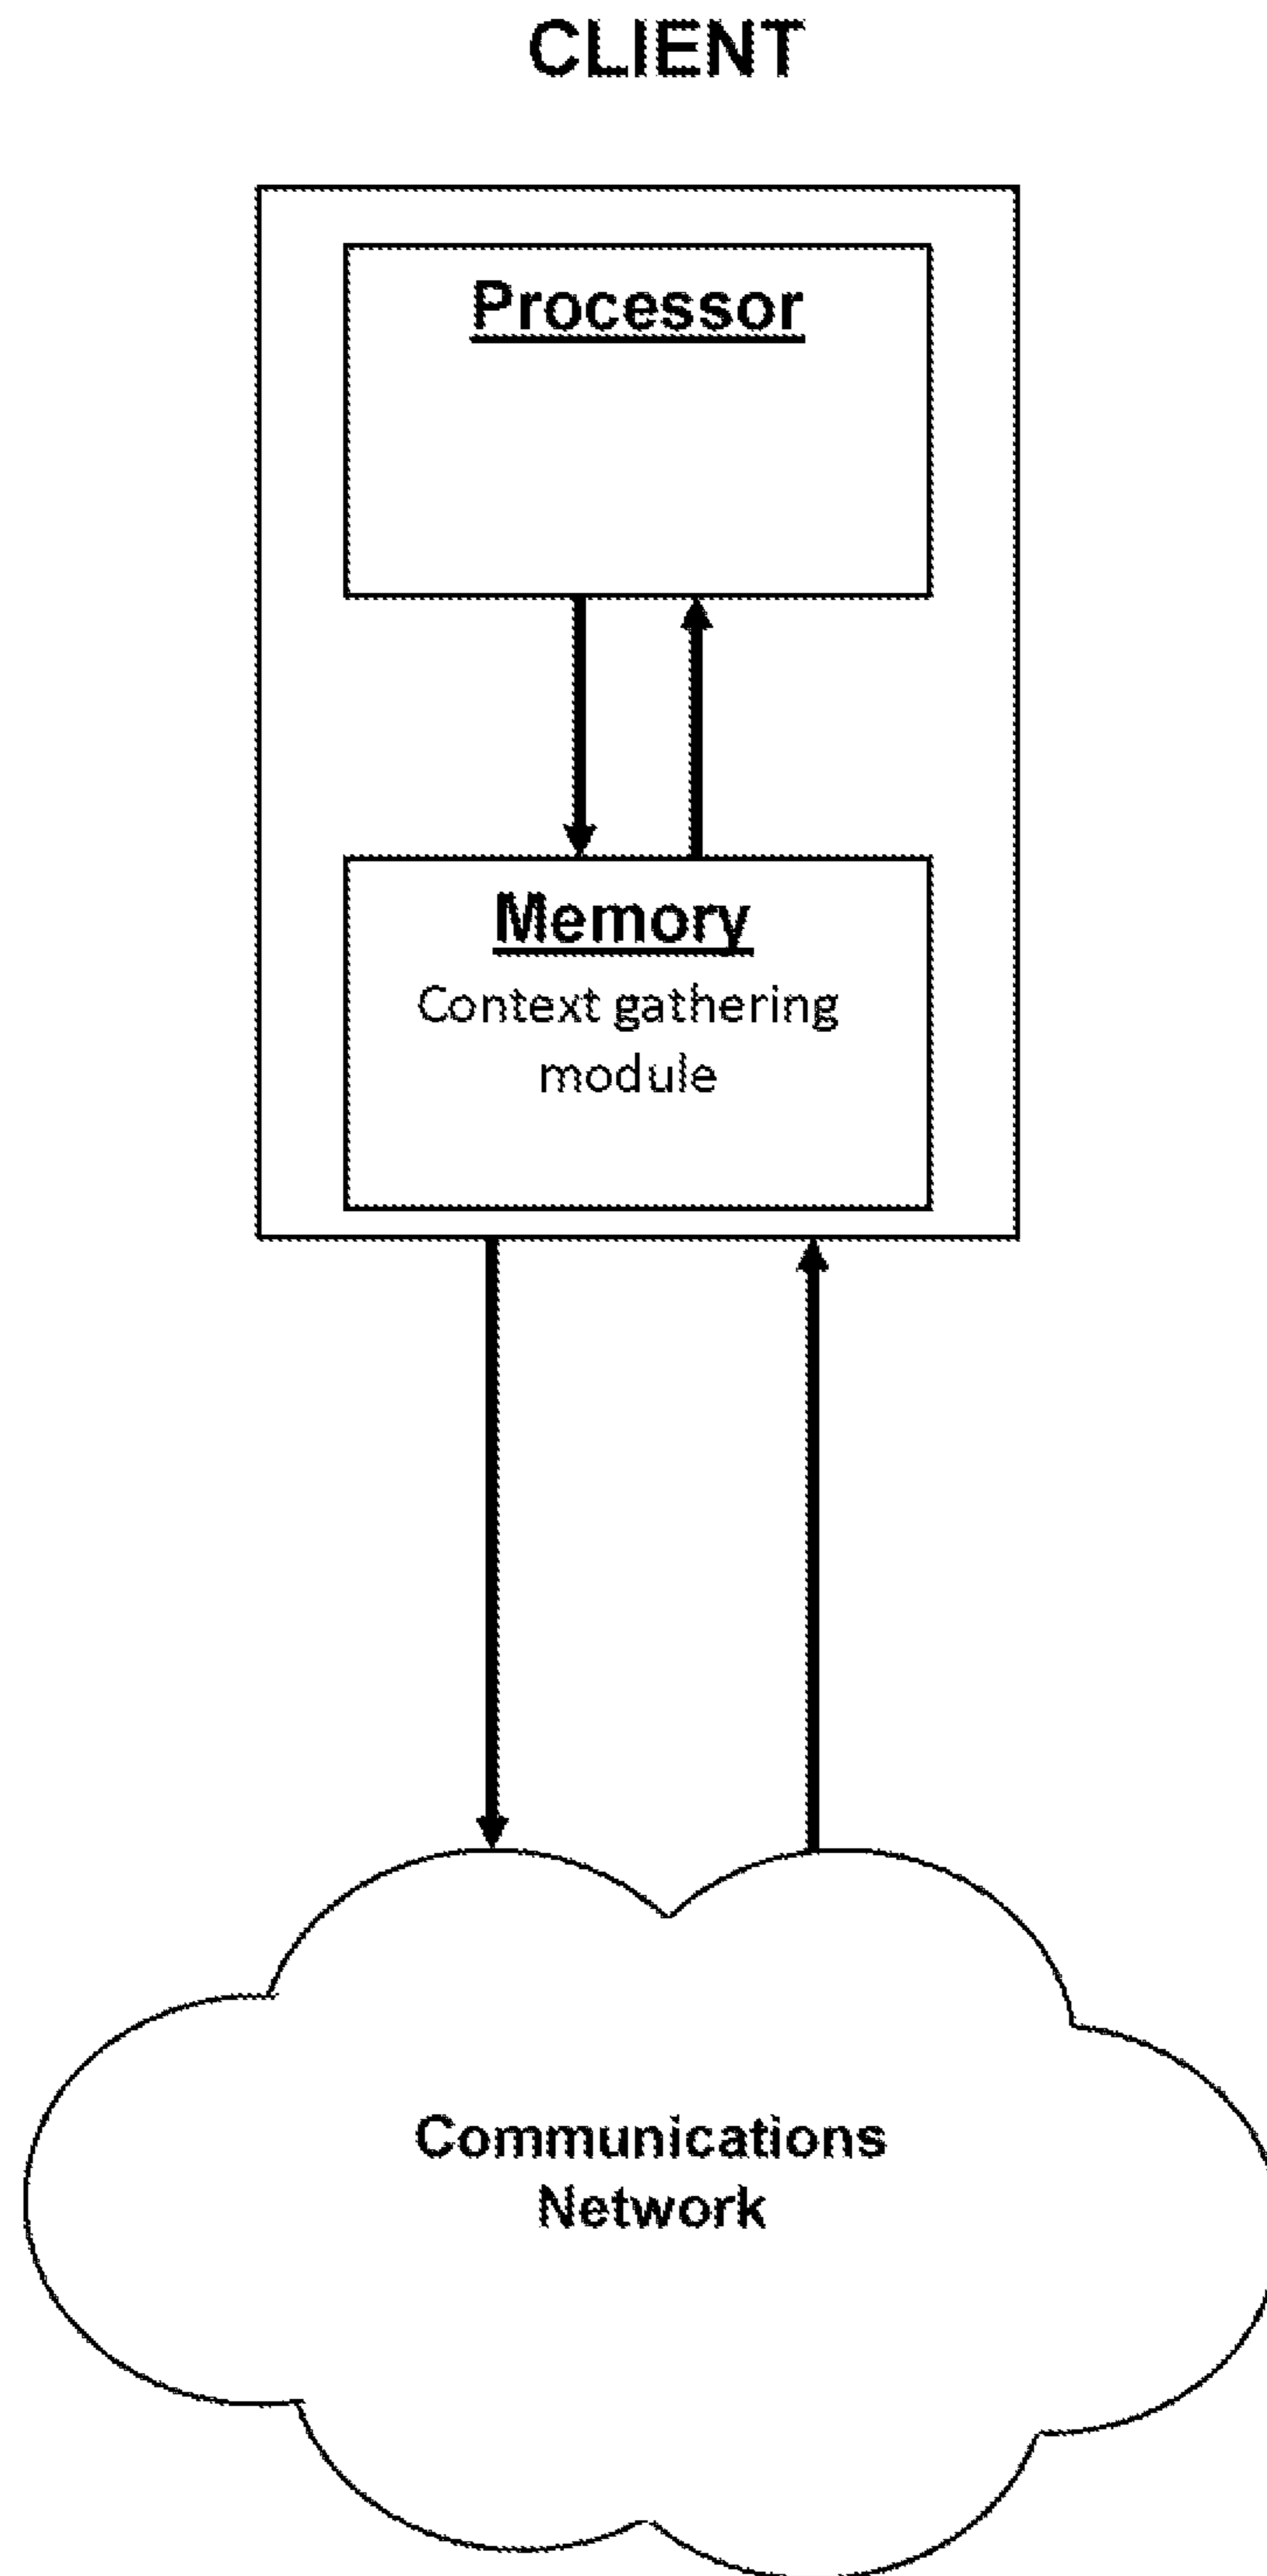 CLIENT
Processor
Memory
Context gathering
module
Communications
Network